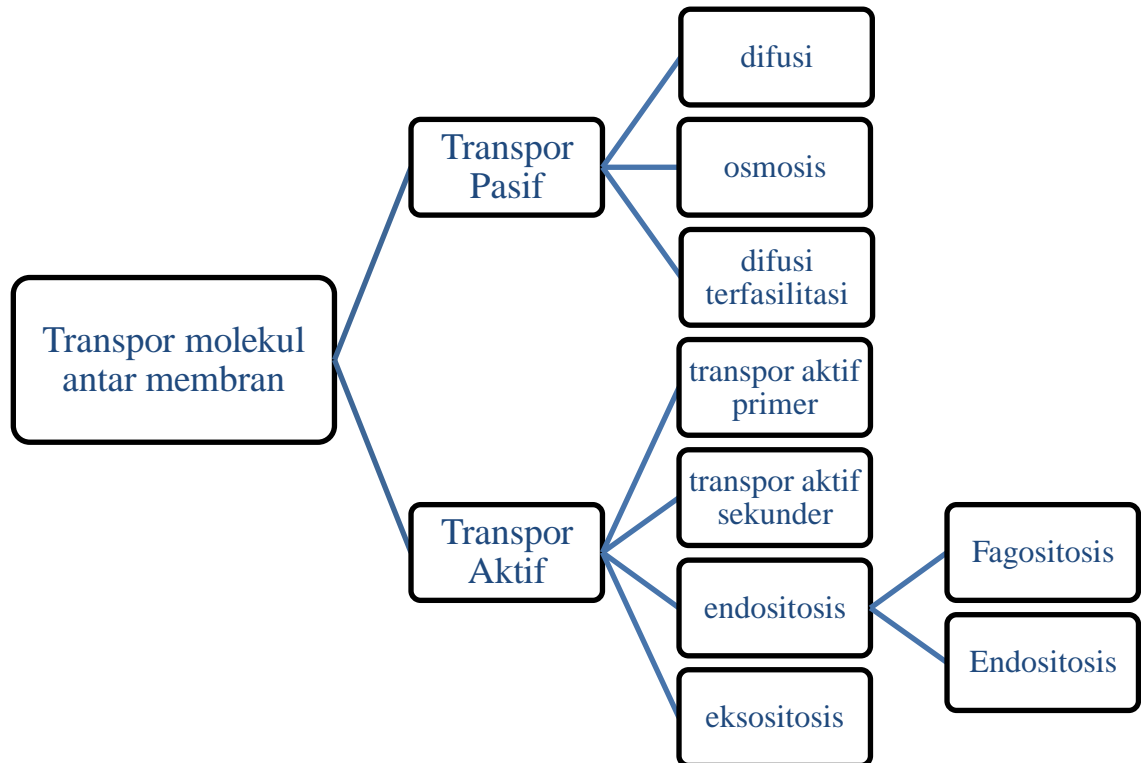 Transpor molekul
antar membran
Transpor
Pasif
difusi
osmosis
difusi
terfasilitasi
Transpor
Aktif
transpor aktif
primer
transpor aktif
sekunder
endositosis
Fagositosis
Endositosis
eksositosis